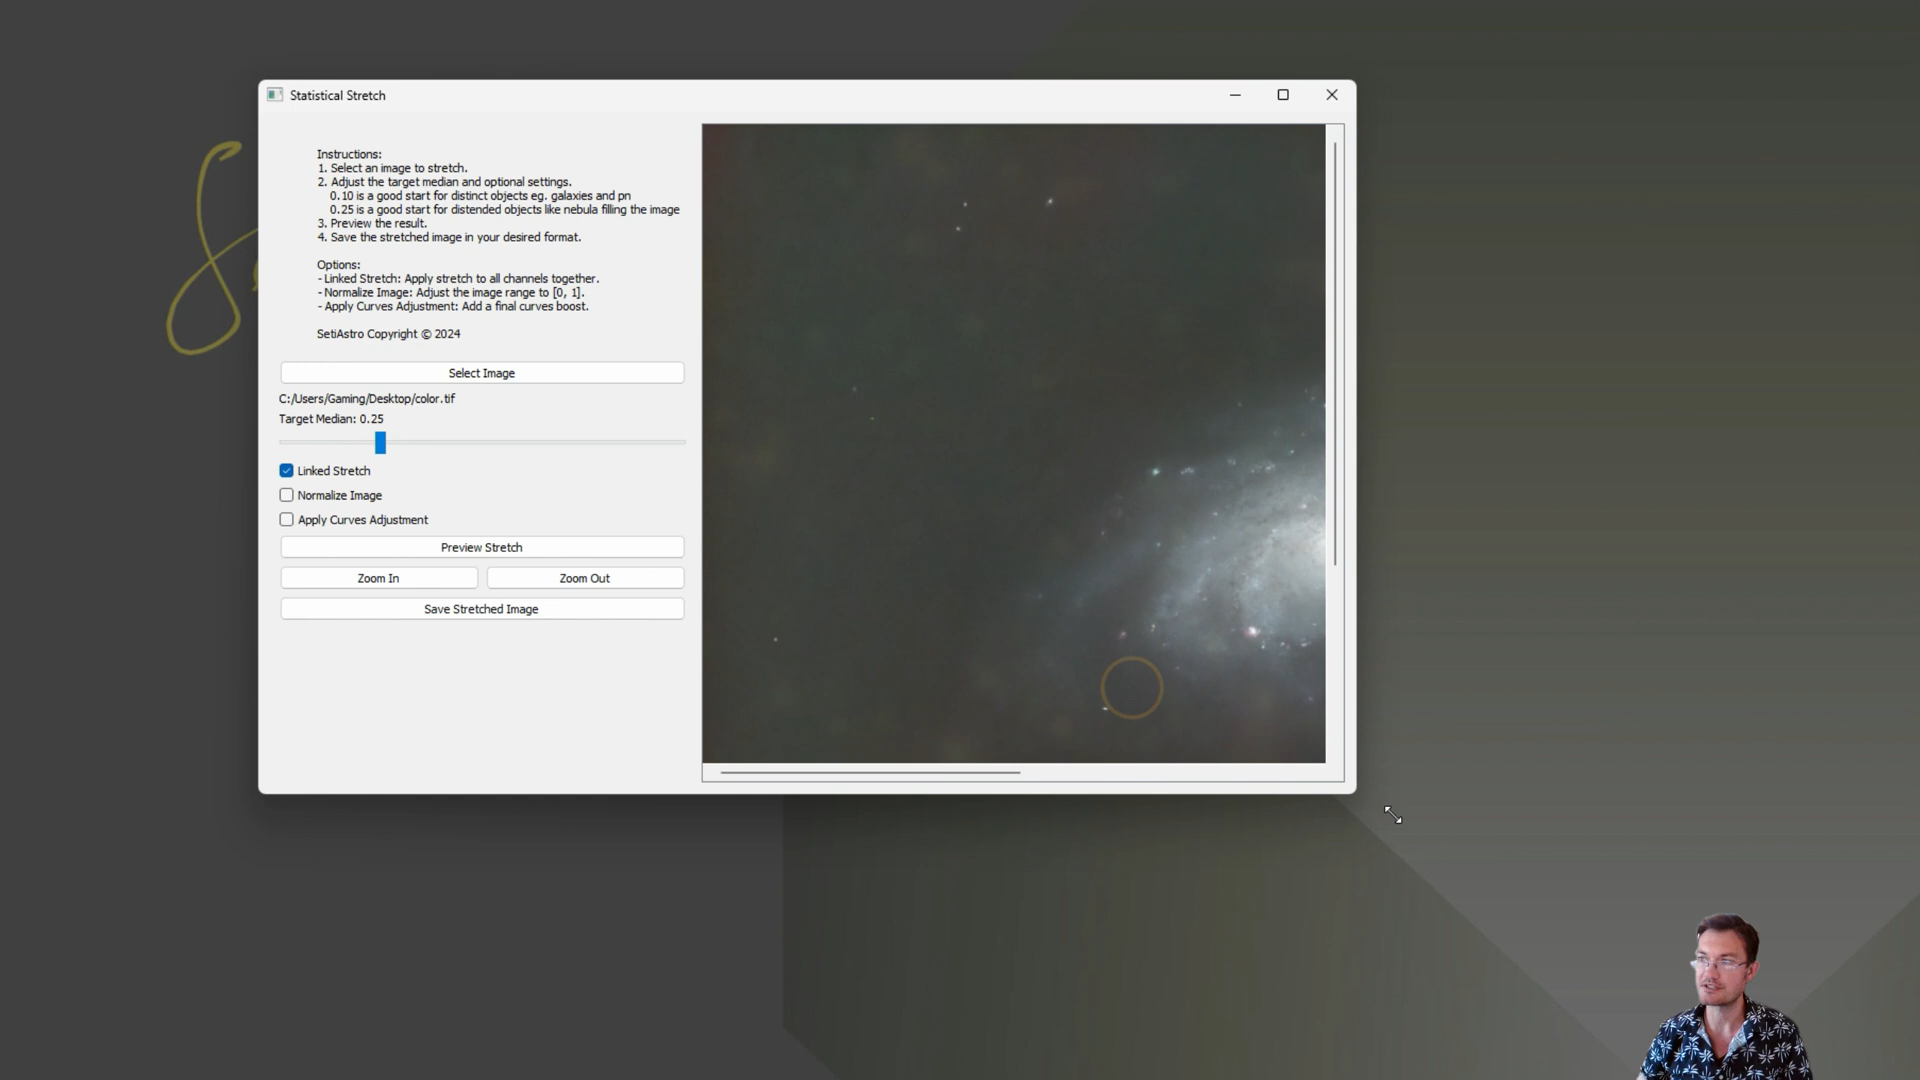 Statistical Stretch
Instructions:
1. Select an image to stretch.
2. Adjust the target median and optional settings.
0.10 is a good start for distinct objects eg. galaxies and pn
0.25 is a good start for distended objects like nebula filling the image
3. Preview the result.
4. Save the stretched image in your desired format.
Options:
- Linked Stretch: Apply stretch to all channels together.
- Normalize Image: Adjust the image range to [0, 1].
- Apply Curves Adjustment: Add a final curves boost.
SetiAstro Copyright © 2024
Select Image
C:/Users/Gaming/Desktop/color.tif
Target Median: 0.25
Linked Stretch
Normalize Image
Apply Curves Adjustment
Preview Stretch
Zoom In Zoom Out
Save Stretched Image